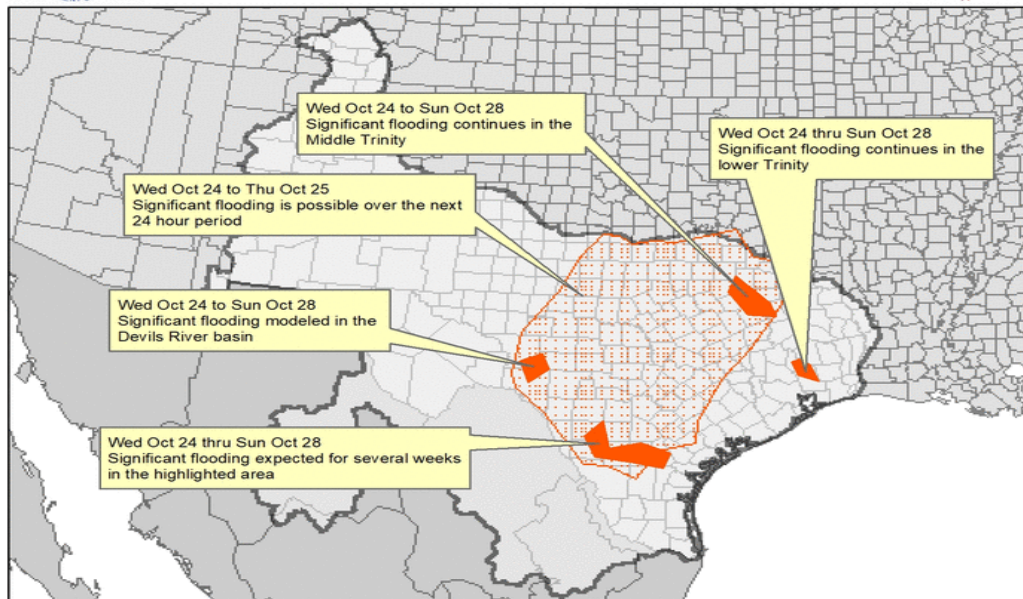 Wed Oct 24 to Sun Oct 28
Significant flooding continues in the
Middle Trinity
Wed Oct 24 thru Sun Oct 28
Significant flooding continues in the
lower Trinity
Wed Oct 24 to Thu Oct 25
Significant flooding is possible over the next
24 hour period
Wed Oct 24 to Sun Oct 28
Significant flooding modeled in the
Devils River basin
Wed Oct 24 thru Sun Oct 28
Significant flooding expected for several weeks
in the highlighted area